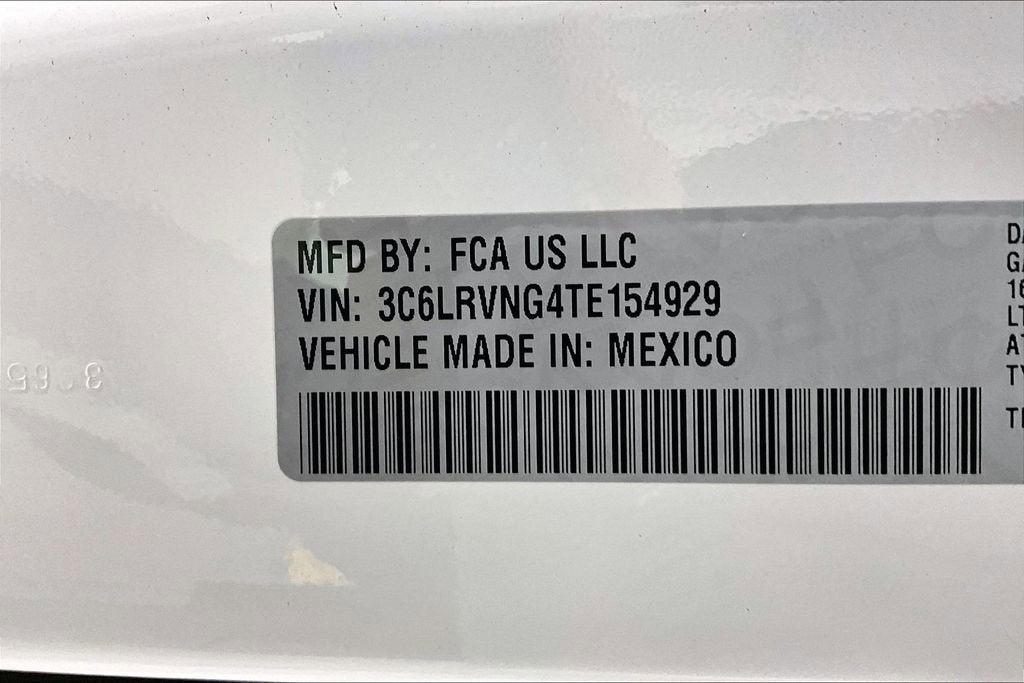 MFD BY: FCA US LLC
VIN: 3C6LRVNG4TE154929
VEHICLE MADE IN: MEXICO